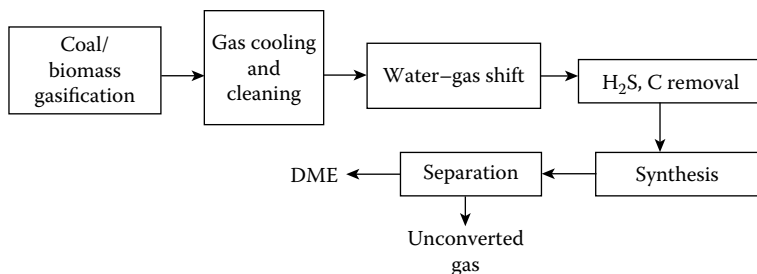 Coal/
biomass
gasification
Gas cooling
and
cleaning
Water–gas shift
H₂S, C removal
DME
Separation
Synthesis
Unconverted
gas